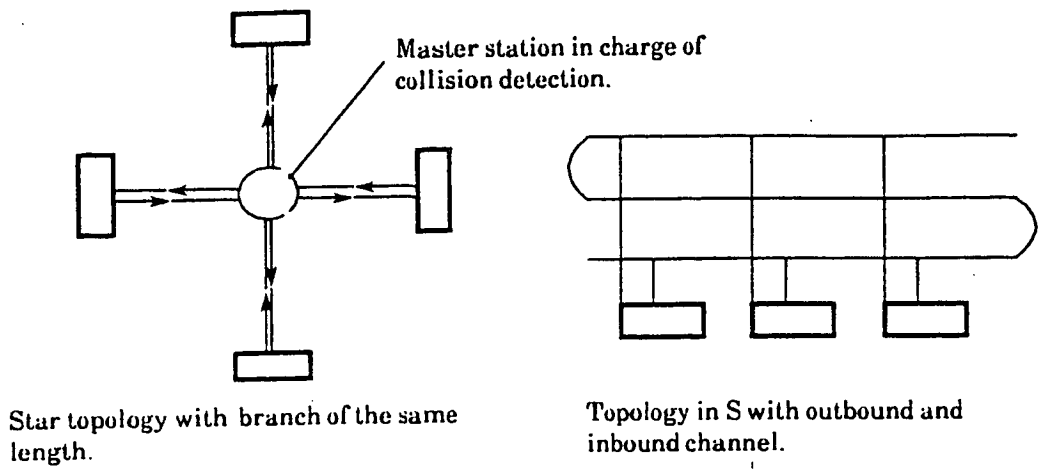 Master station in charge of
collision detection.
Star topology with branch of the same
length.
Topology in S with outbound and
inbound channel.